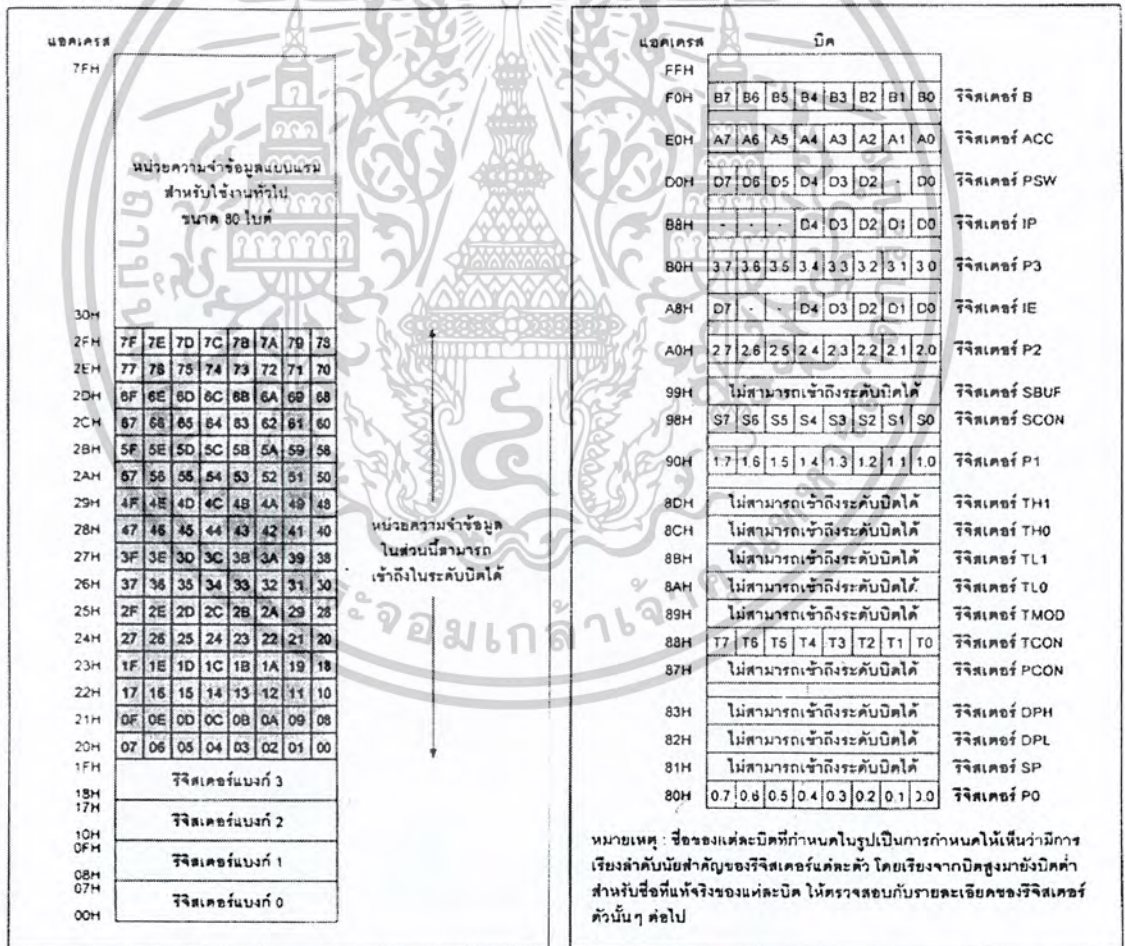 แอดเดรส
7FH
หน่วยความจำข้อมูลแบบแรม
สำหรับใช้งานทั่วไป
ขนาด 80 ไบต์
30H
2FH 7F 7E 7D 7C 7B 7A 79 78
2EH 77 76 75 74 73 72 71 70
2DH 6F 6E 6D 6C 6B 6A 69 68
2CH 67 66 65 64 63 62 61 60
2BH 5F 5E 5D 5C 5B 5A 59 58
2AH 57 56 55 54 53 52 51 50
29H 4F 4E 4D 4C 4B 4A 49 48
28H 47 46 45 44 43 42 41 40
27H 3F 3E 3D 3C 3B 3A 39 38
26H 37 36 35 34 33 32 31 30
25H 2F 2E 2D 2C 2B 2A 29 28
24H 27 26 25 24 23 22 21 20
23H 1F 1E 1D 1C 1B 1A 19 18
22H 17 16 15 14 13 12 11 10
21H 0F 0E 0D 0C 0B 0A 09 08
20H 07 06 05 04 03 02 01 00
หน่วยความจำข้อมูล
ในส่วนนี้สามารถ
เข้าถึงในระดับบิตได้
1FH
รีจิสเตอร์แบงก์ 3
18H
17H
รีจิสเตอร์แบงก์ 2
10H
0FH
รีจิสเตอร์แบงก์ 1
08H
07H
รีจิสเตอร์แบงก์ 0
00H
แอดเดรส บิต
FFH
F0H B7 B6 B5 B4 B3 B2 B1 B0 รีจิสเตอร์ B
E0H A7 A6 A5 A4 A3 A2 A1 A0 รีจิสเตอร์ ACC
D0H D7 D6 D5 D4 D3 D2 - D0 รีจิสเตอร์ PSW
B8H - - - D4 D3 D2 D1 D0 รีจิสเตอร์ IP
B0H 3.7 3.6 3.5 3.4 3.3 3.2 3.1 3.0 รีจิสเตอร์ P3
A8H D7 - - D4 D3 D2 D1 D0 รีจิสเตอร์ IE
A0H 2.7 2.6 2.5 2.4 2.3 2.2 2.1 2.0 รีจิสเตอร์ P2
99H ไม่สามารถเข้าถึงระดับบิตได้ รีจิสเตอร์ SBUF
98H S7 S6 S5 S4 S3 S2 S1 S0 รีจิสเตอร์ SCON
90H 1.7 1.6 1.5 1.4 1.3 1.2 1.1 1.0 รีจิสเตอร์ P1
8DH ไม่สามารถเข้าถึงระดับบิตได้ รีจิสเตอร์ TH1
8CH ไม่สามารถเข้าถึงระดับบิตได้ รีจิสเตอร์ TH0
8BH ไม่สามารถเข้าถึงระดับบิตได้ รีจิสเตอร์ TL1
8AH ไม่สามารถเข้าถึงระดับบิตได้ รีจิสเตอร์ TL0
89H ไม่สามารถเข้าถึงระดับบิตได้ รีจิสเตอร์ TMOD
88H T7 T6 T5 T4 T3 T2 T1 T0 รีจิสเตอร์ TCON
87H ไม่สามารถเข้าถึงระดับบิตได้ รีจิสเตอร์ PCON
83H ไม่สามารถเข้าถึงระดับบิตได้ รีจิสเตอร์ DPH
82H ไม่สามารถเข้าถึงระดับบิตได้ รีจิสเตอร์ DPL
81H ไม่สามารถเข้าถึงระดับบิตได้ รีจิสเตอร์ SP
80H 0.7 0.6 0.5 0.4 0.3 0.2 0.1 0.0 รีจิสเตอร์ P0
หมายเหตุ : ชื่อของแต่ละบิตที่กำหนดในรูปเป็นการกำหนดให้เห็นว่ามีการ
เรียงลำดับนัยสำคัญของรีจิสเตอร์แต่ละตัว โดยเรียงจากบิตสูงมายังบิตต่ำ
สำหรับชื่อที่แท้จริงของแต่ละบิต ให้ตรวจสอบกับรายละเอียดของรีจิสเตอร์
ตัวนั้นๆ ต่อไป